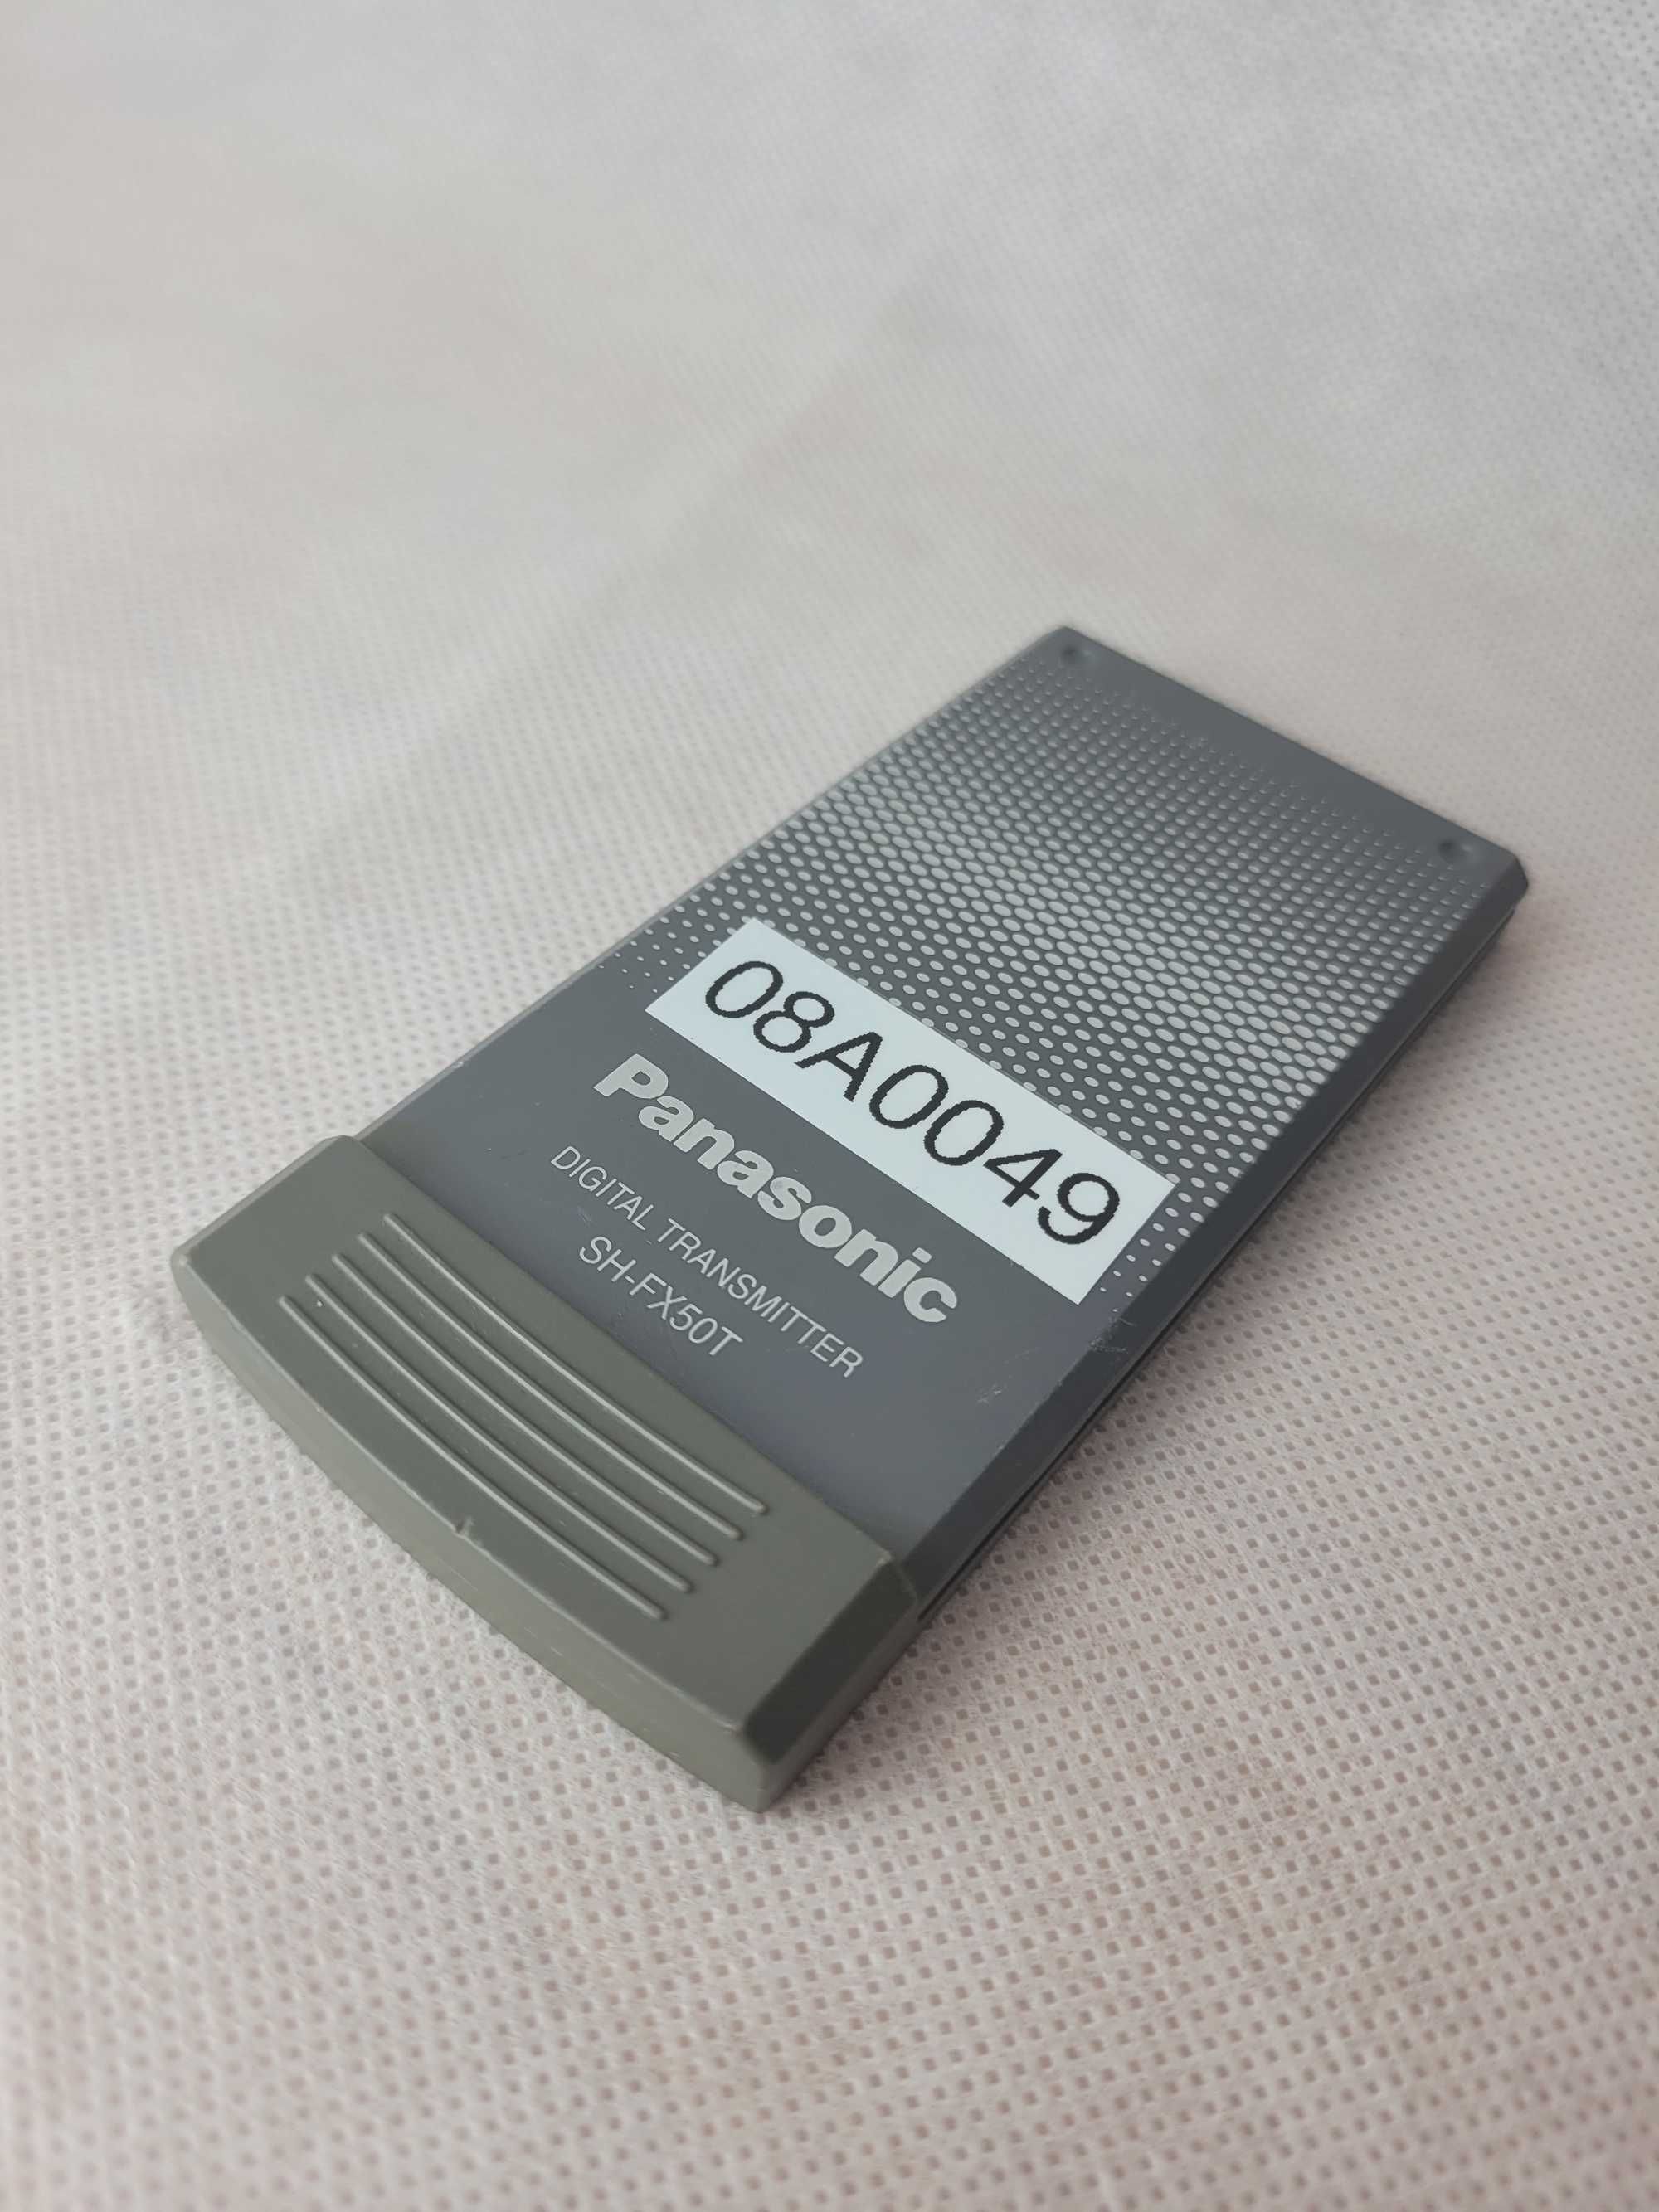 08A0049
Panasonic
DIGITAL TRANSMITTER
SH-FX50T